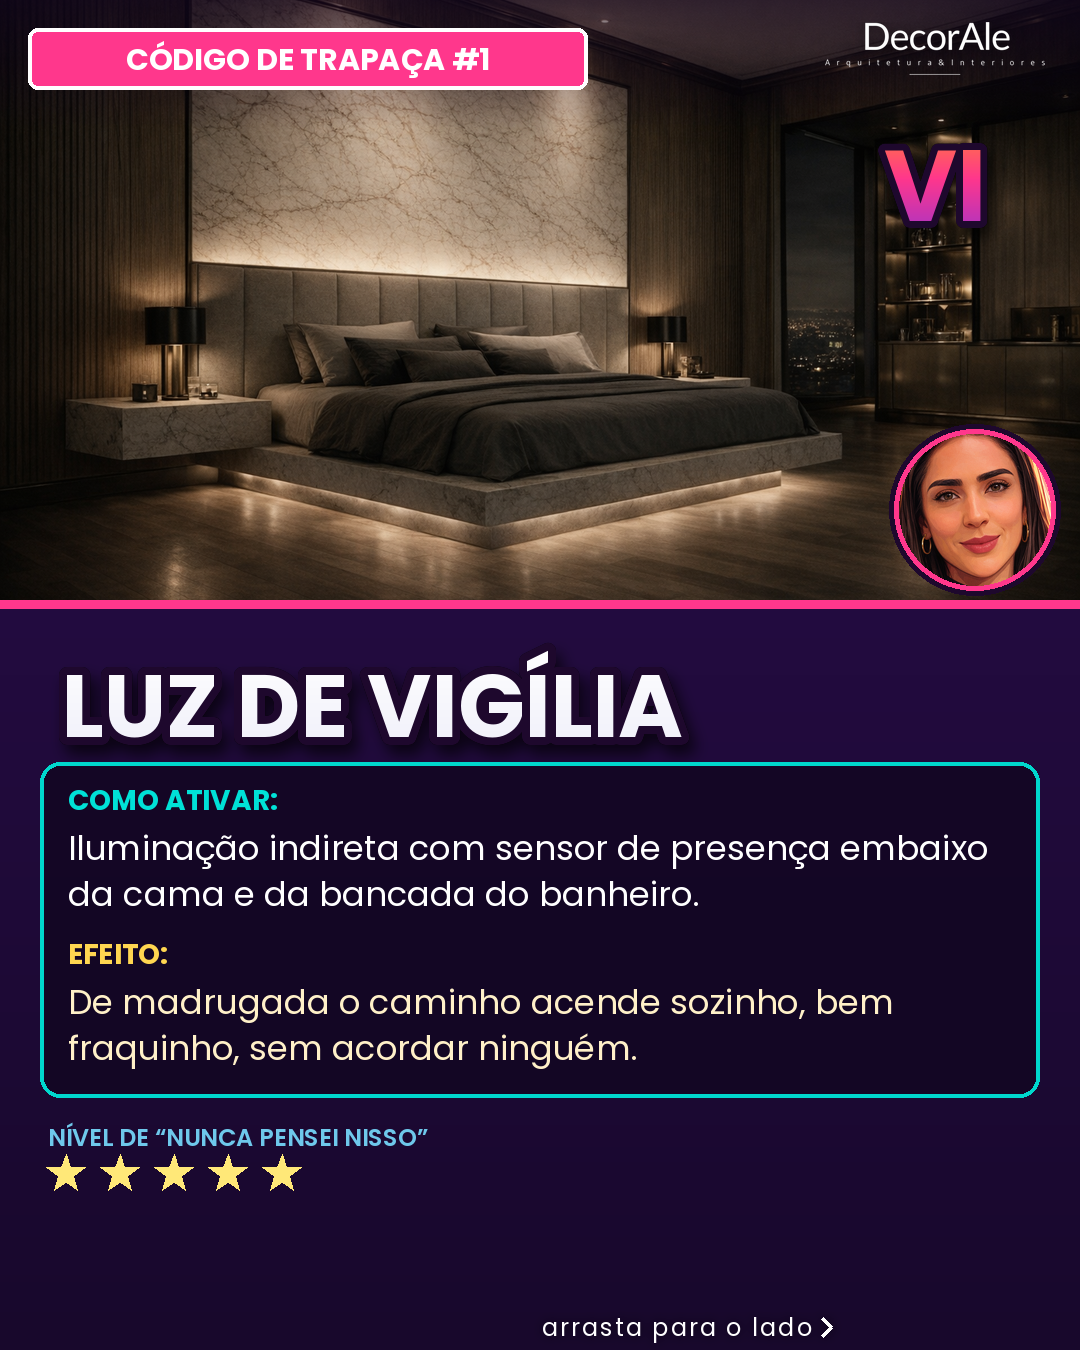 CÓDIGO DE TRAPAÇA #1
DecorAle
Arquitetura&Interiores
VI
LUZ DE VIGÍLIA
COMO ATIVAR:
Iluminação indireta com sensor de presença embaixo
da cama e da bancada do banheiro.
EFEITO:
De madrugada o caminho acende sozinho, bem
fraquinho, sem acordar ninguém.
NÍVEL DE “NUNCA PENSEI NISSO”
arrasta para o lado